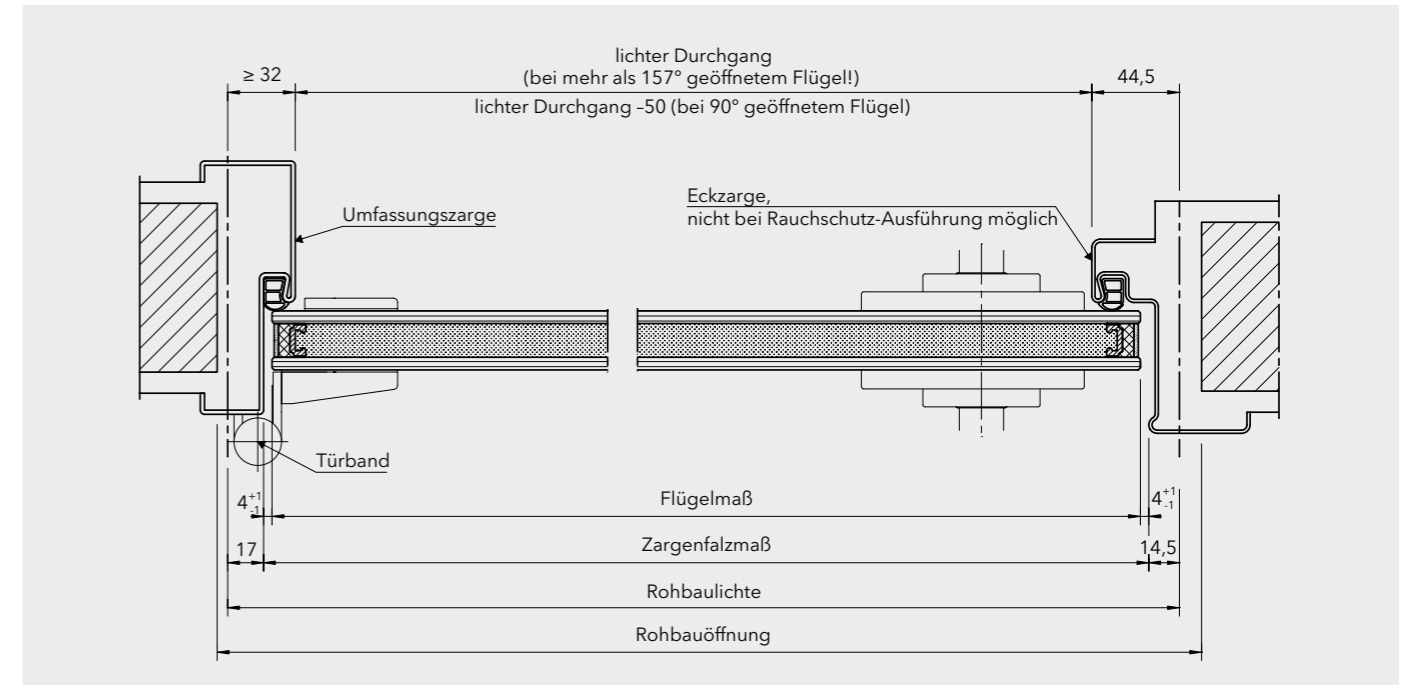 lichter Durchgang
≥ 32
(bei mehr als 157° geöffnetem Flügel!)
44,5
lichter Durchgang –50 (bei 90° geöffnetem Flügel)
Eckzarge,
Umfassungszarge
nicht bei Rauchschutz-Ausführung möglich
Türband
4 +1 -1
Flügelmaß
4 +1 -1
17
Zargenfalzmaß
14,5
Rohbaulichte
Rohbauöffnung